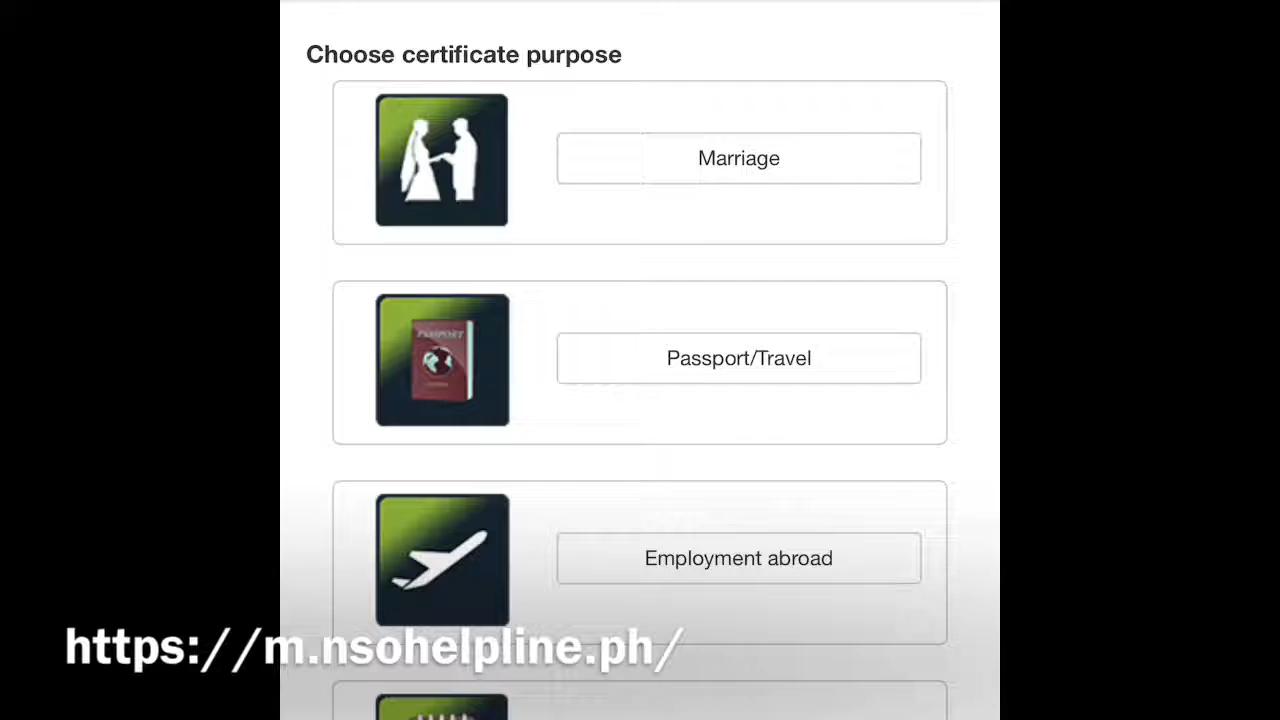 Choose certificate purpose
Marriage
PASSPORT
Passport/Travel
Employment abroad
https://m.nsohelpline.ph/